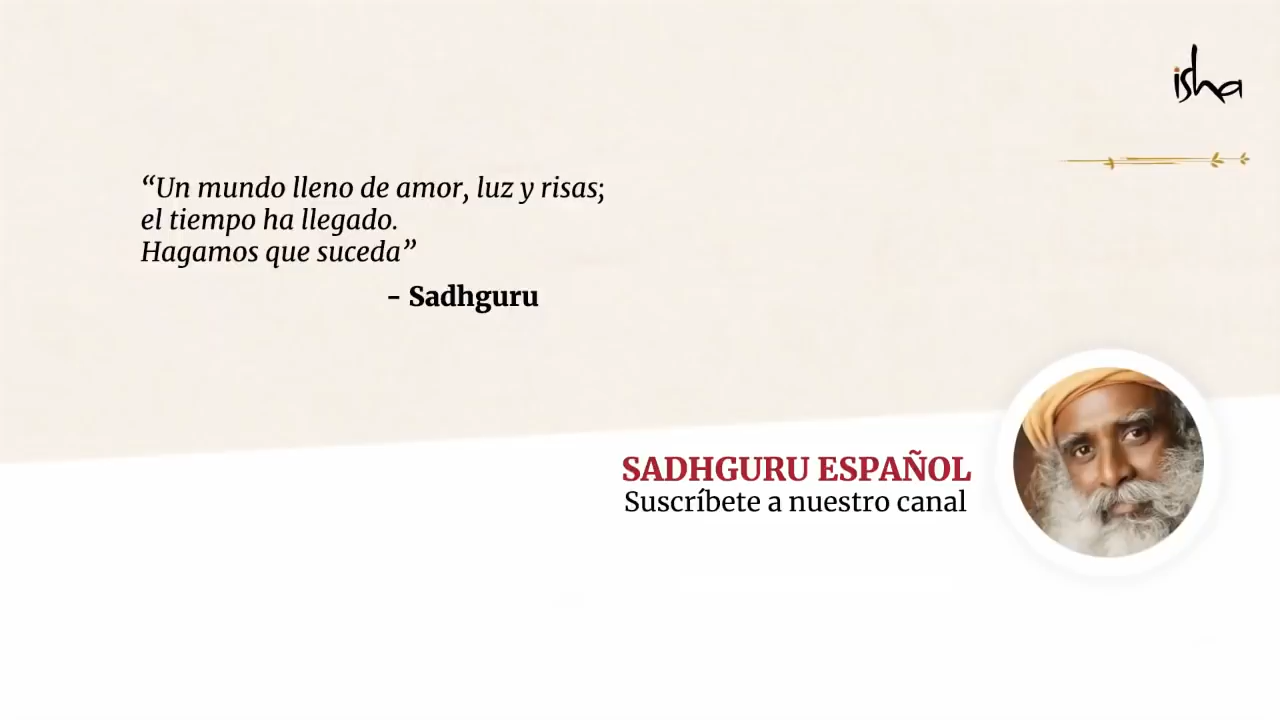 isha
“Un mundo lleno de amor, luz y risas;
el tiempo ha llegado.
Hagamos que suceda”
- Sadhguru
SADHGURU ESPAÑOL
Suscríbete a nuestro canal